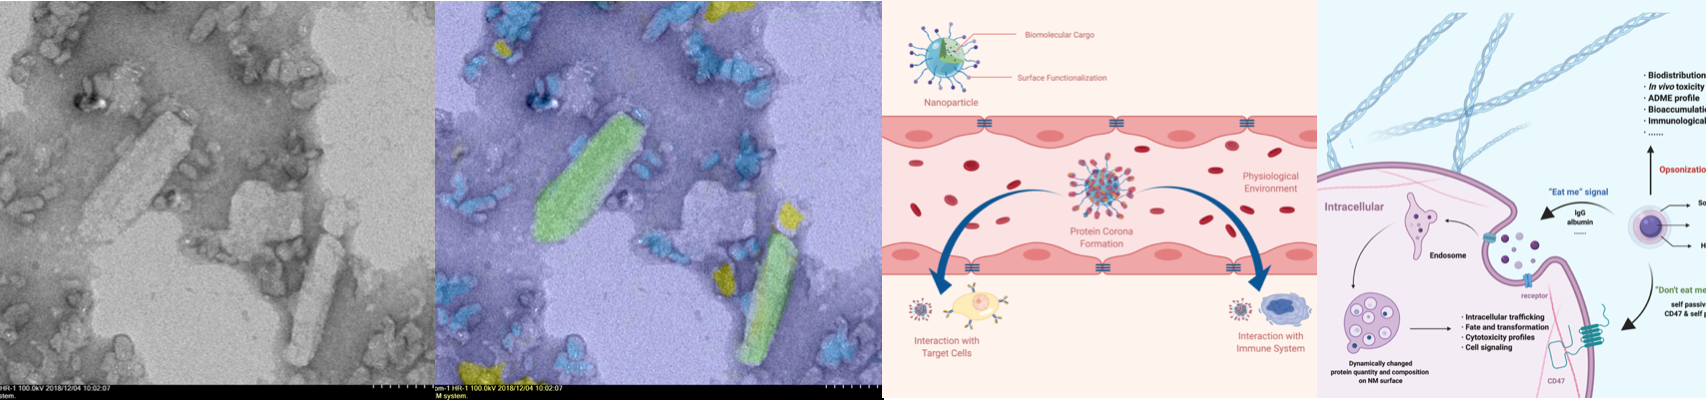 HR-1 100.0kV 2018/12/04 10:02:07
stem.
om-1 HR-1 100.0kV 2018/12/04 10:02:07
M system.
Biomolecular Cargo
Surface Functionalization
Nanoparticle
Physiological
Environment
Protein Corona
Formation
Interaction with
Target Cells
Interaction with
Immune System
· Biodistribution
· In vivo toxicity
· ADME profile
· Bioaccumulati
· Immunological
· ......
Opsonizatio
"Eat me" signal
IgG
albumin
......
So
H
Intracellular
Endosome
receptor
"Don't eat me
self passiv
CD47 & self p
· Intracellular trafficking
· Fate and transformation
· Cytotoxicity profiles
· Cell signaling
Dynamically changed
protein quantity and composition
on NM surface
CD47